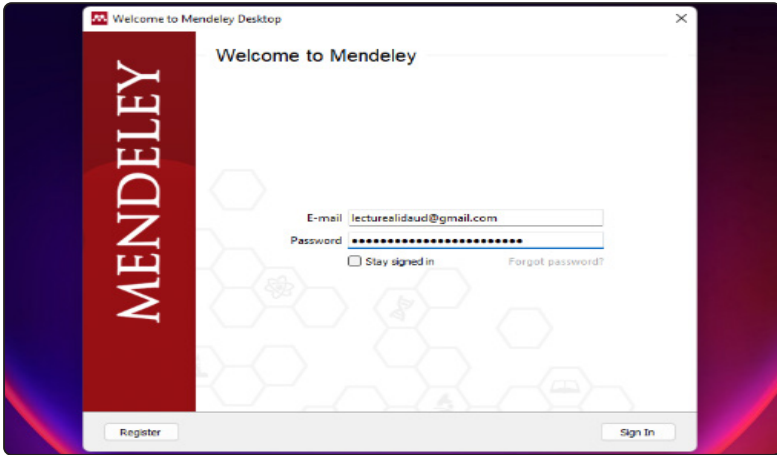 Welcome to Mendeley Desktop
Welcome to Mendeley
MENDELEY
E-mail lecturealidaud@gmail.com
Password ••••••••••••••••••••••••
Stay signed in Forgot password?
Register Sign In